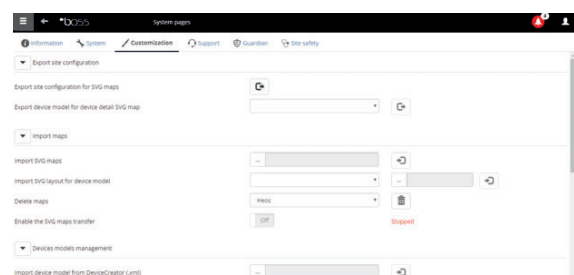 boss System pages
Information System Customization Support Guardian Site safety
Export site configuration
Export site configuration for SVG maps
Export device model for device detail SVG map
Import maps
Import SVG maps ...
Import SVG layout for device model ...
Delete maps Heos
Enable the SVG maps transfer Off Stopped
Devices models management
Import device model from DeviceCreator (.xml) ...